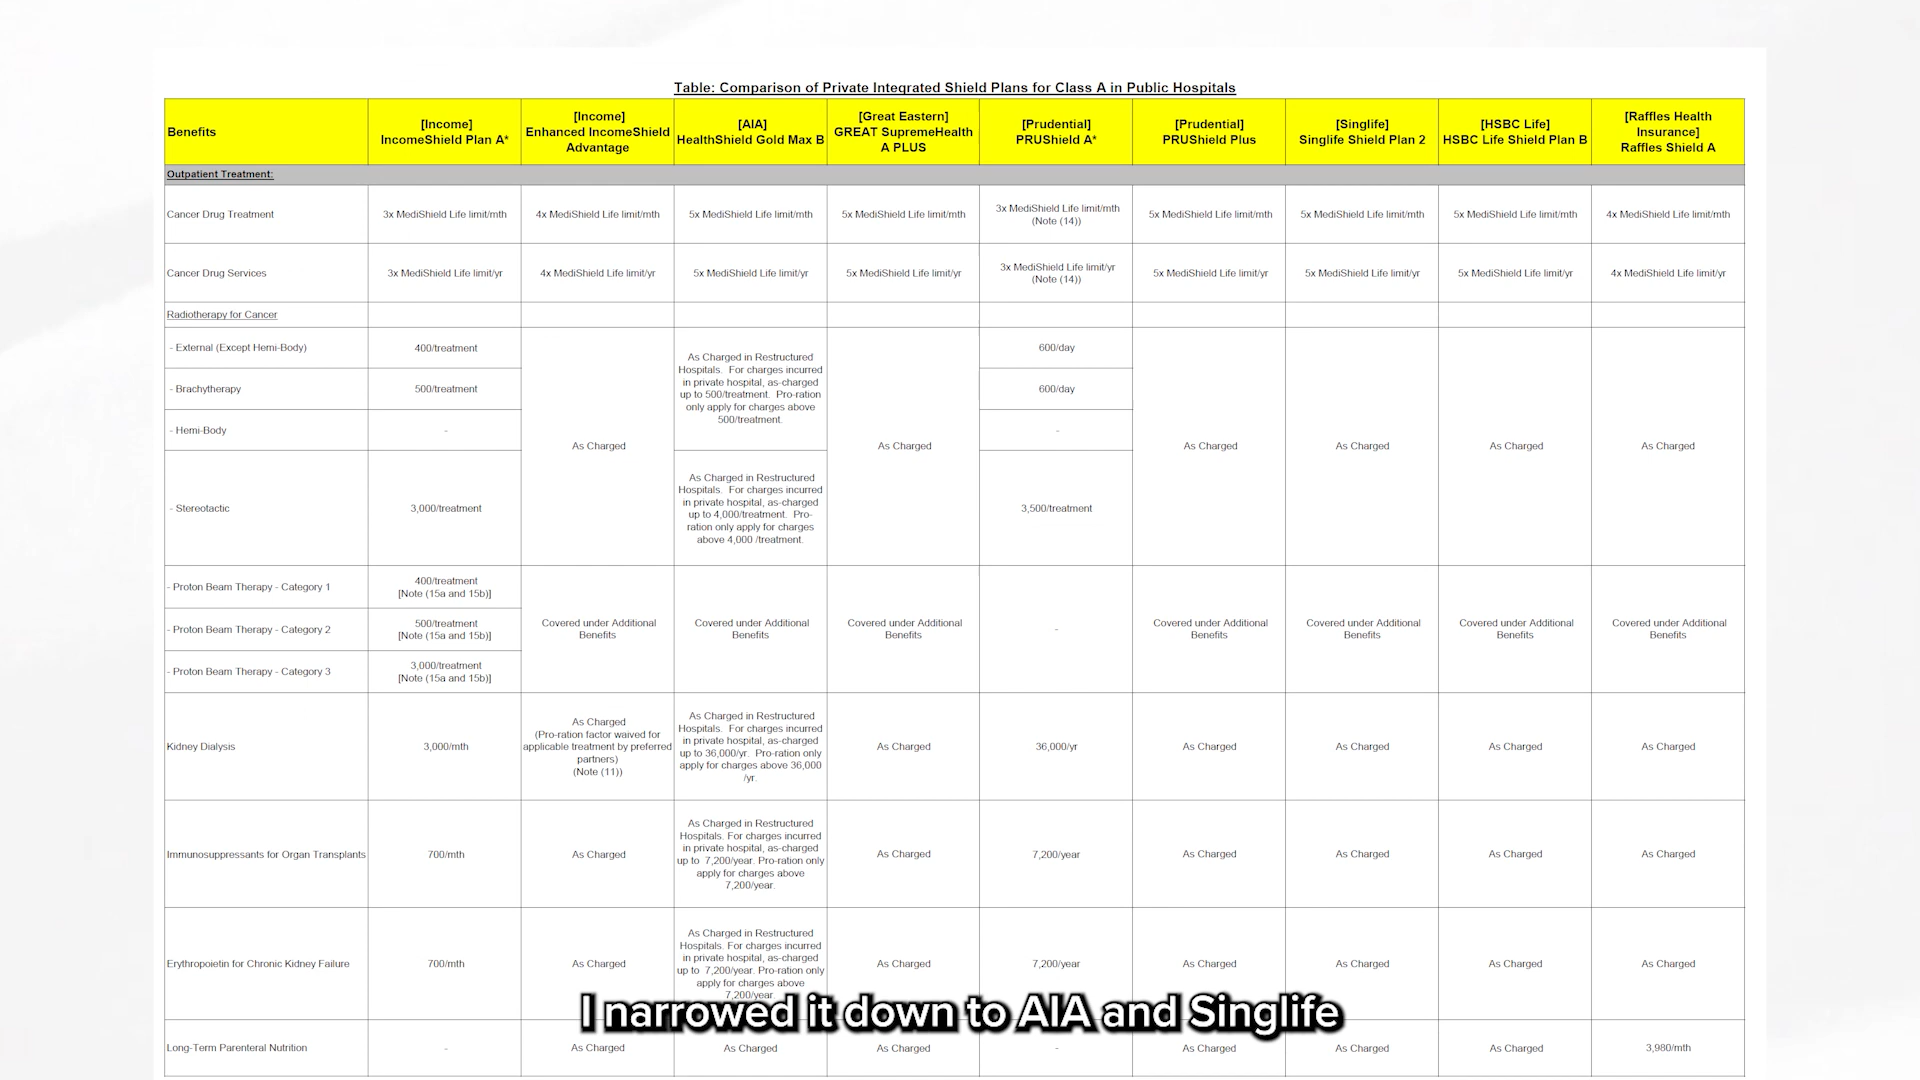 Table: Comparison of Private Integrated Shield Plans for Class A in Public Hospitals
Benefits
[Income]
IncomeShield Plan A*
[Income]
Enhanced IncomeShield
Advantage
[AIA]
HealthShield Gold Max B
[Great Eastern]
GREAT SupremeHealth
A PLUS
[Prudential]
PRUShield A*
[Prudential]
PRUShield Plus
[Singlife]
Singlife Shield Plan 2
[HSBC Life]
HSBC Life Shield Plan B
[Raffles Health
Insurance]
Raffles Shield A
Outpatient Treatment:
Cancer Drug Treatment
3x MediShield Life limit/mth
4x MediShield Life limit/mth
5x MediShield Life limit/mth
5x MediShield Life limit/mth
3x MediShield Life limit/mth
(Note (14))
5x MediShield Life limit/mth
5x MediShield Life limit/mth
5x MediShield Life limit/mth
4x MediShield Life limit/mth
Cancer Drug Services
3x MediShield Life limit/yr
4x MediShield Life limit/yr
5x MediShield Life limit/yr
5x MediShield Life limit/yr
3x MediShield Life limit/yr
(Note (14))
5x MediShield Life limit/yr
5x MediShield Life limit/yr
5x MediShield Life limit/yr
4x MediShield Life limit/yr
Radiotherapy for Cancer
- External (Except Hemi-Body)
400/treatment
600/day
- Brachytherapy
500/treatment
600/day
- Hemi-Body
-
-
- Stereotactic
3,000/treatment
3,500/treatment
As Charged
As Charged in Restructured
Hospitals. For charges incurred
in private hospital, as-charged
up to 500/treatment. Pro-ration
only apply for charges above
500/treatment.
As Charged in Restructured
Hospitals. For charges incurred
in private hospital, as-charged
up to 4,000/treatment. Pro-
ration only apply for charges
above 4,000 /treatment.
As Charged
As Charged
As Charged
As Charged
As Charged
- Proton Beam Therapy - Category 1
400/treatment
[Note (15a and 15b)]
- Proton Beam Therapy - Category 2
500/treatment
[Note (15a and 15b)]
- Proton Beam Therapy - Category 3
3,000/treatment
[Note (15a and 15b)]
Covered under Additional
Benefits
Covered under Additional
Benefits
Covered under Additional
Benefits
-
Covered under Additional
Benefits
Covered under Additional
Benefits
Covered under Additional
Benefits
Covered under Additional
Benefits
Kidney Dialysis
3,000/mth
As Charged
(Pro-ration factor waived for
applicable treatment by preferred
partners)
(Note (11))
As Charged in Restructured
Hospitals. For charges incurred
in private hospital, as-charged
up to 36,000/yr. Pro-ration only
apply for charges above 36,000
/yr.
As Charged
36,000/yr
As Charged
As Charged
As Charged
As Charged
Immunosuppressants for Organ Transplants
700/mth
As Charged
As Charged in Restructured
Hospitals. For charges incurred
in private hospital, as-charged
up to 7,200/year. Pro-ration only
apply for charges above
7,200/year.
As Charged
7,200/year
As Charged
As Charged
As Charged
As Charged
Erythropoietin for Chronic Kidney Failure
700/mth
As Charged
As Charged in Restructured
Hospitals. For charges incurred
in private hospital, as-charged
up to 7,200/year. Pro-ration only
apply for charges above
7,200/year.
As Charged
7,200/year
As Charged
As Charged
As Charged
As Charged
I narrowed it down to AIA and Singlife
Long-Term Parenteral Nutrition
-
As Charged
As Charged
As Charged
-
As Charged
As Charged
As Charged
3,980/mth